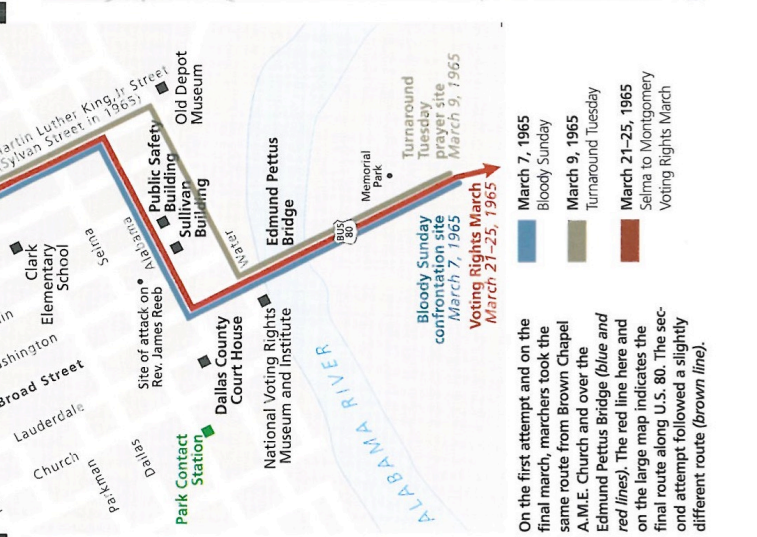 Martin Luther King, Jr Street
(Sylvan Street in 1965)
Old Depot
Museum
Public Safety
Building
Sullivan
Building
Clark
Elementary
School
Selma
Alabama
Water
Site of attack on
Rev. James Reeb
Washington
Broad Street
Lauderdale
Church
Parkman
Dallas
Dallas County
Court House
Park Contact
Station
National Voting Rights
Museum and Institute
Edmund Pettus
Bridge
BUS
80
Memorial
Park
ALABAMA RIVER
Turnaround
Tuesday
prayer site
March 9, 1965
Bloody Sunday
confrontation site
March 7, 1965
Voting Rights March
March 21–25, 1965
On the first attempt and on the
final march, marchers took the
same route from Brown Chapel
A.M.E. Church and over the
Edmund Pettus Bridge (blue and
red lines). The red line here and
on the large map indicates the
final route along U.S. 80. The sec-
ond attempt followed a slightly
different route (brown line).
March 7, 1965
Bloody Sunday
March 9, 1965
Turnaround Tuesday
March 21–25, 1965
Selma to Montgomery
Voting Rights March